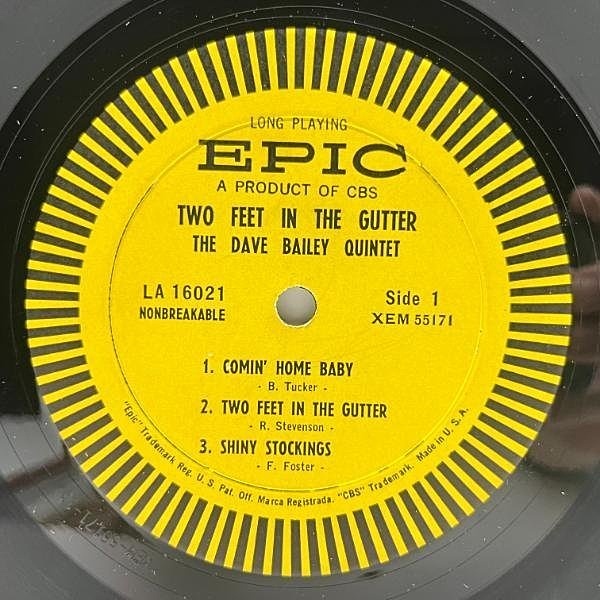 LONG PLAYING
EPIC
A PRODUCT OF CBS
TWO FEET IN THE GUTTER
THE DAVE BAILEY QUINTET
LA 16021
NONBREAKABLE
Side 1
XEM 55171
1. COMIN' HOME BABY
- B. Tucker -
2. TWO FEET IN THE GUTTER
- R. Stevenson -
3. SHINY STOCKINGS
- F. Foster -
"Epic" Trademark Reg. U. S. Pat. Off. Marca Registrada. "CBS" Trademark. Made in U. S. A.